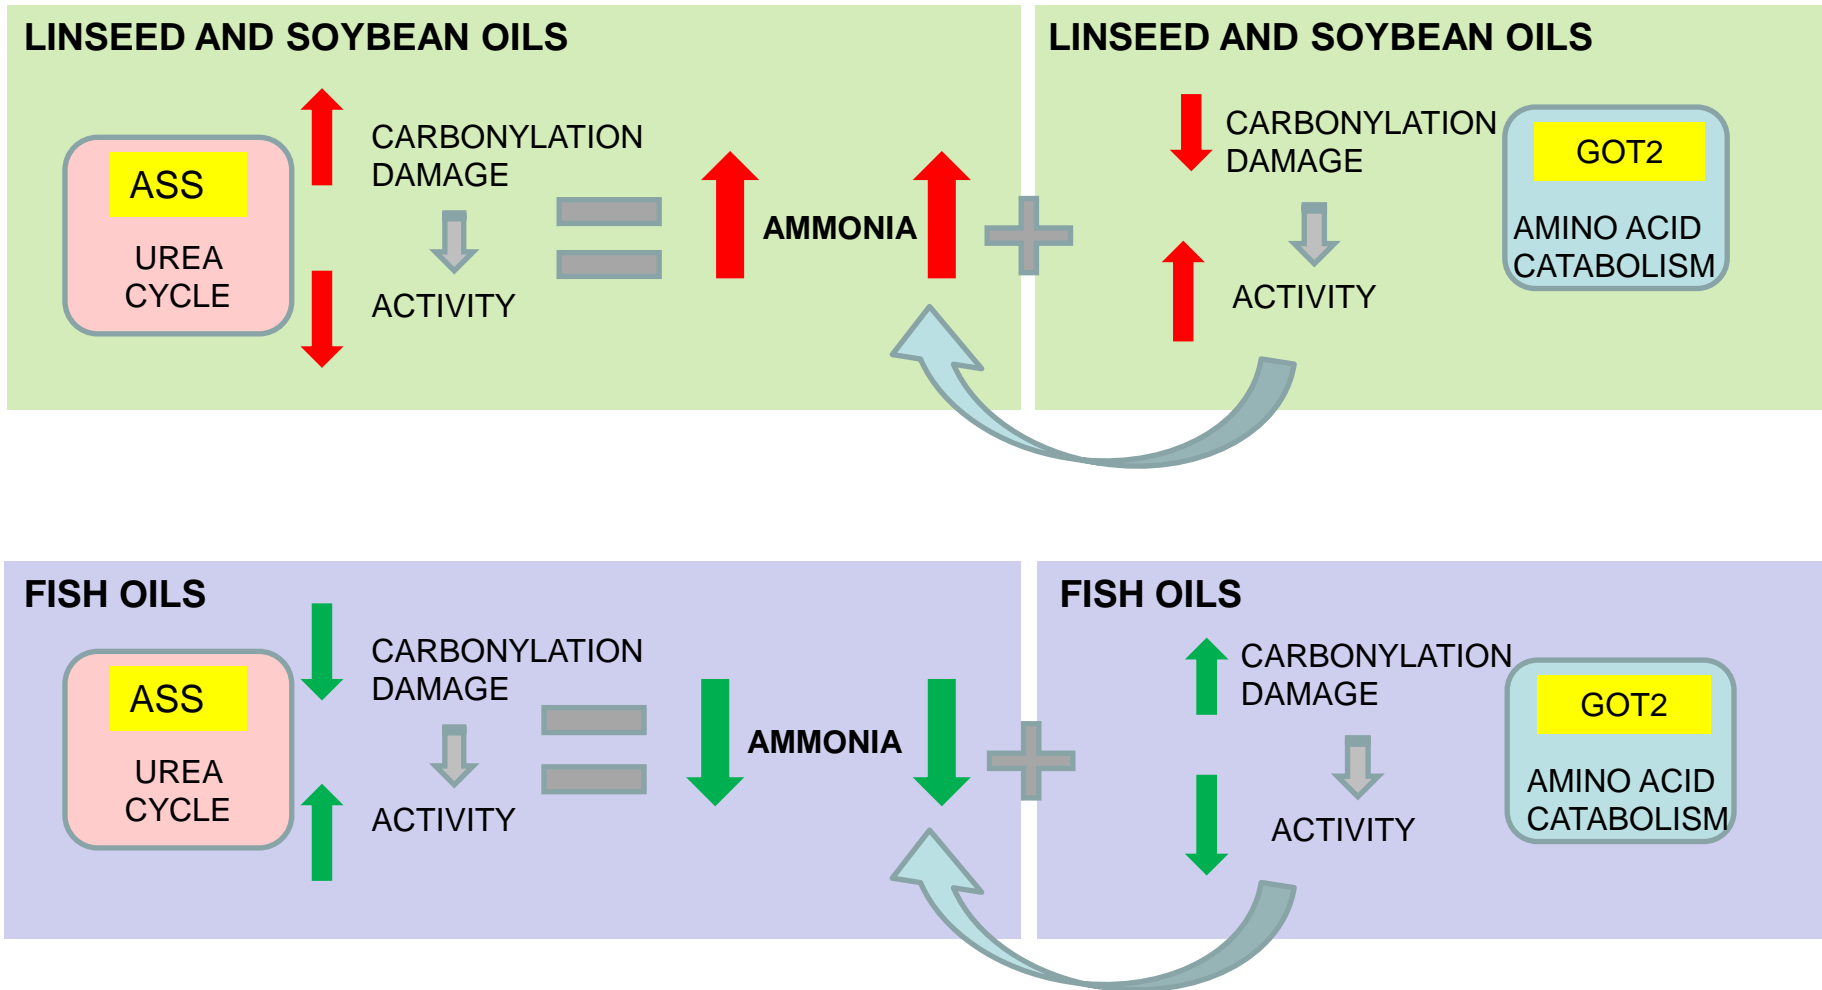 LINSEED AND SOYBEAN OILS
ASS
UREA
CYCLE
CARBONYLATION
DAMAGE
ACTIVITY
AMMONIA
LINSEED AND SOYBEAN OILS
CARBONYLATION
DAMAGE
ACTIVITY
GOT2
AMINO ACID
CATABOLISM
FISH OILS
ASS
UREA
CYCLE
CARBONYLATION
DAMAGE
ACTIVITY
AMMONIA
FISH OILS
CARBONYLATION
DAMAGE
ACTIVITY
GOT2
AMINO ACID
CATABOLISM